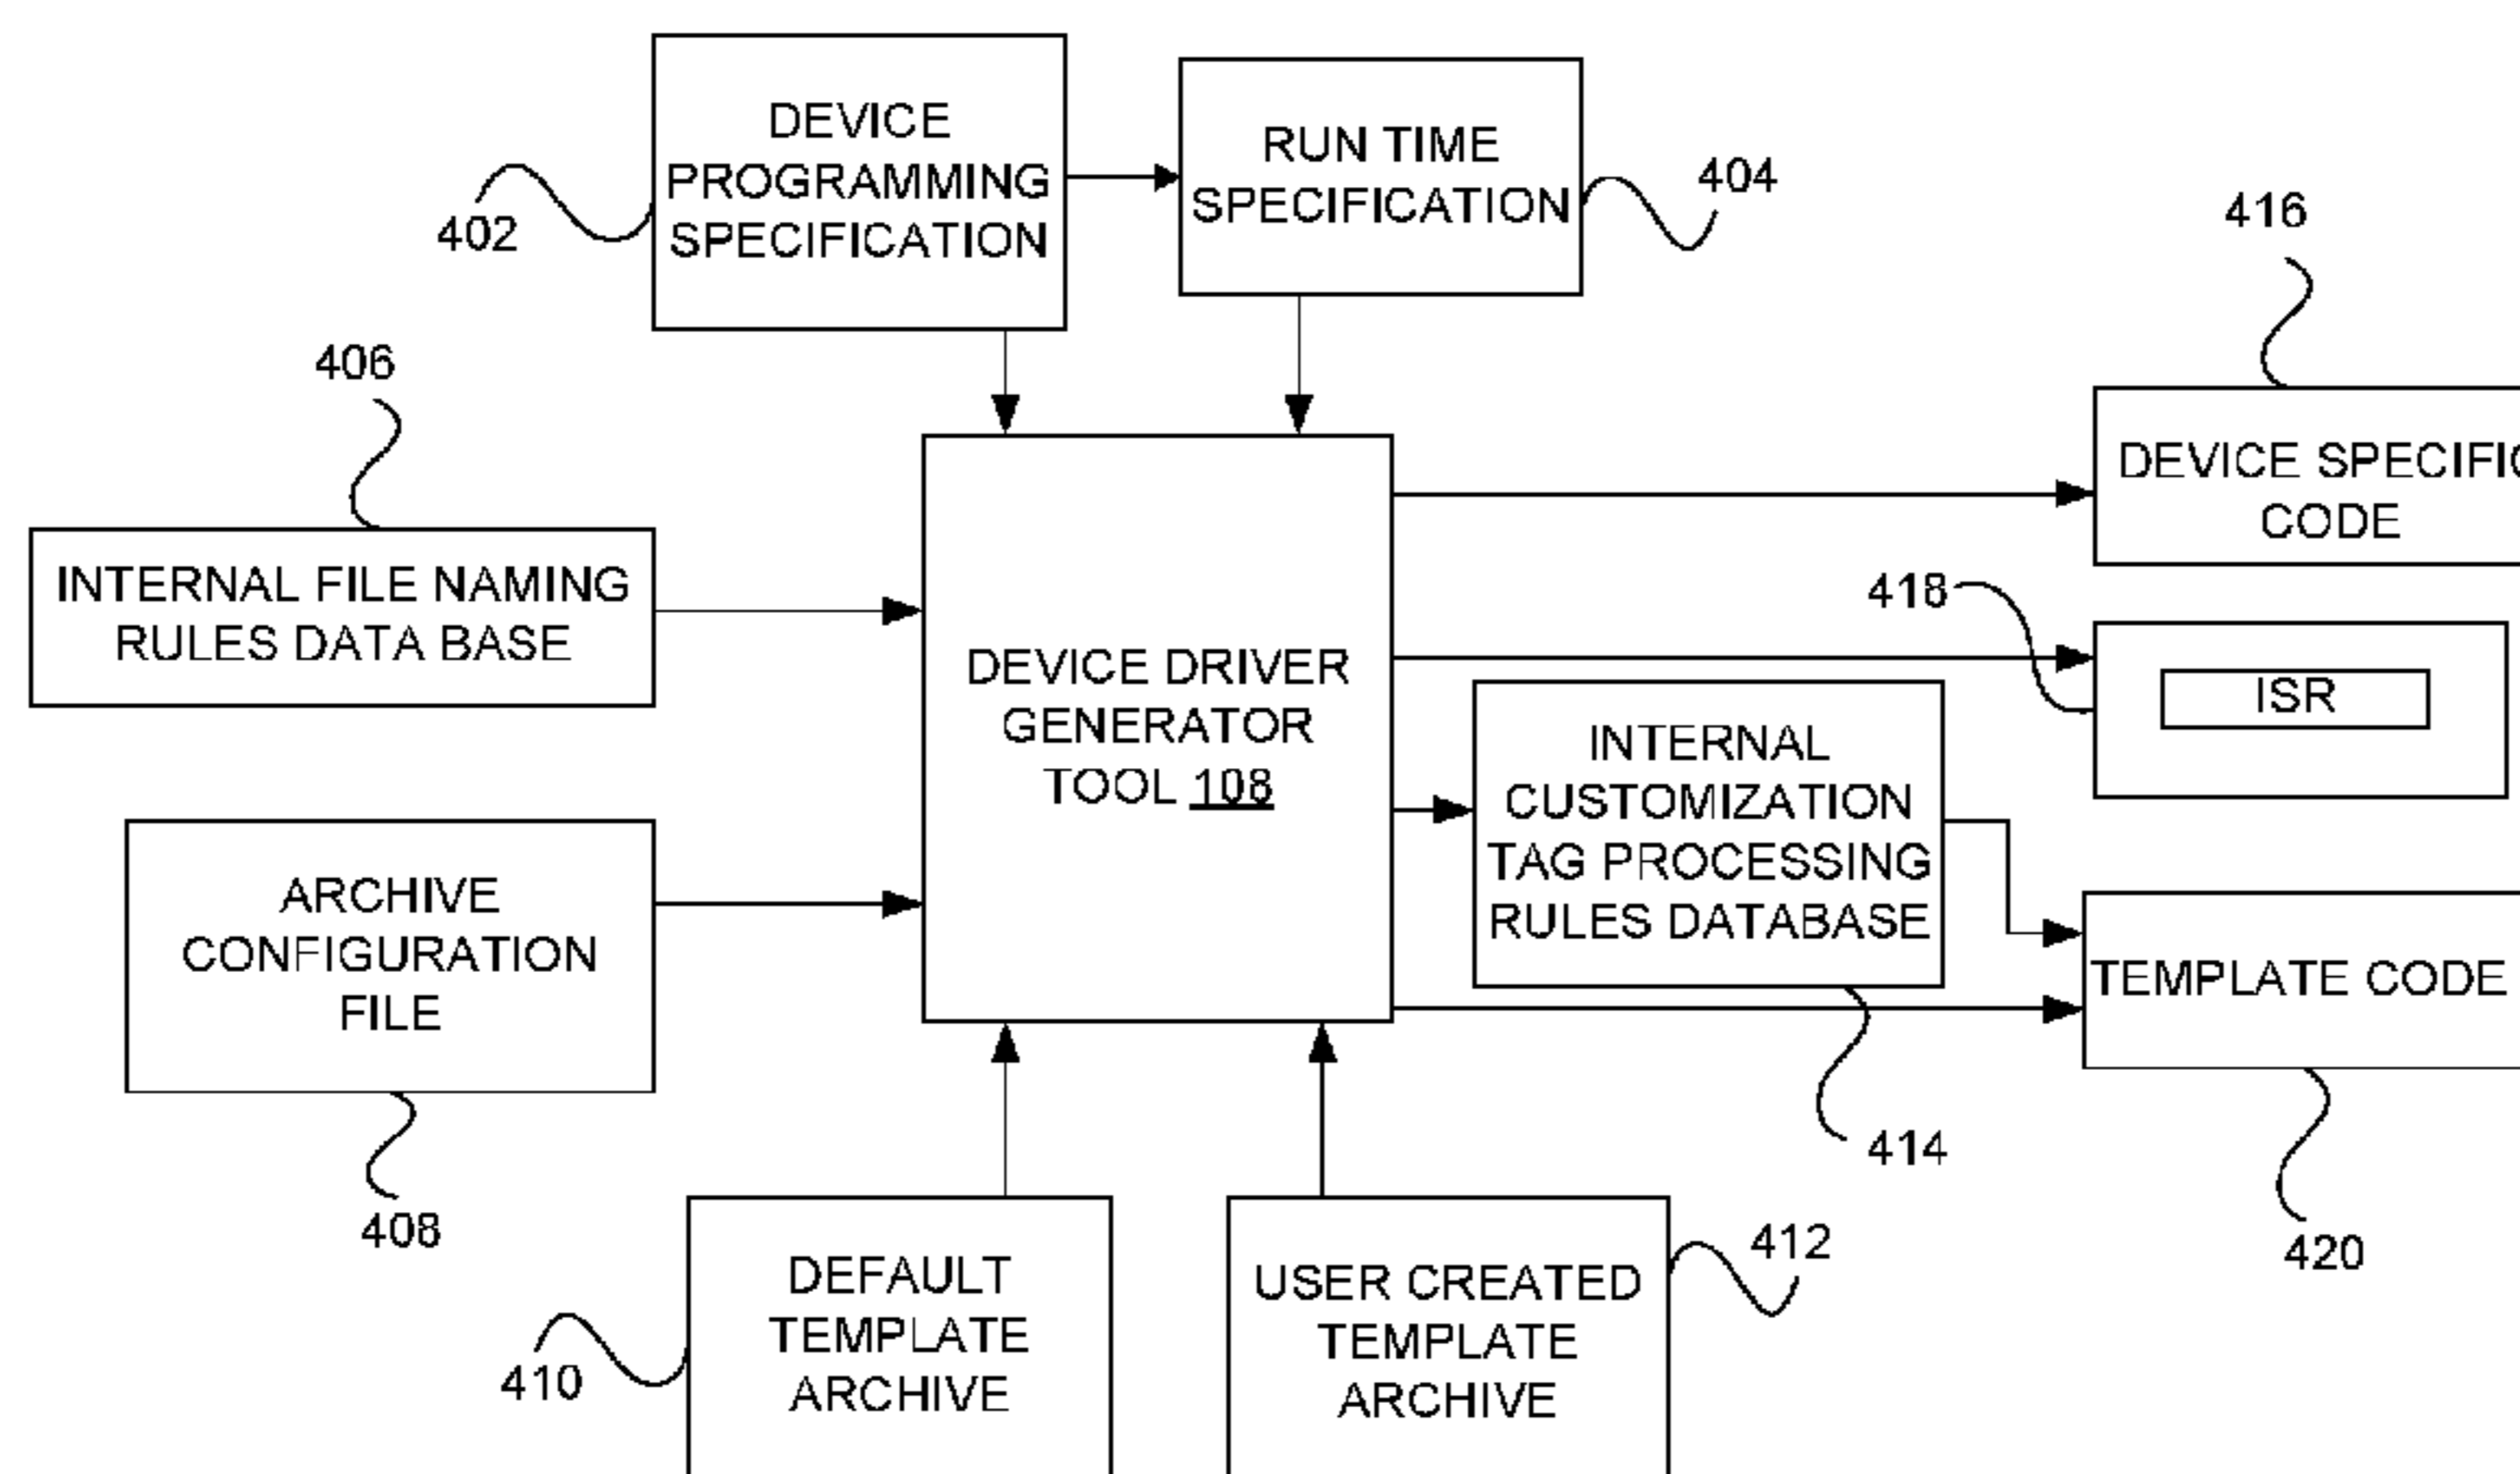 DEVICE
PROGRAMMING
SPECIFICATION
402
RUN TIME
SPECIFICATION
404
416
406
INTERNAL FILE NAMING
RULES DATA BASE
DEVICE SPECIFIC
CODE
418
ISR
DEVICE DRIVER
GENERATOR
TOOL 108
INTERNAL
CUSTOMIZATION
TAG PROCESSING
RULES DATABASE
ARCHIVE
CONFIGURATION
FILE
TEMPLATE CODE
414
408
420
DEFAULT
TEMPLATE
ARCHIVE
410
USER CREATED
TEMPLATE
ARCHIVE
412